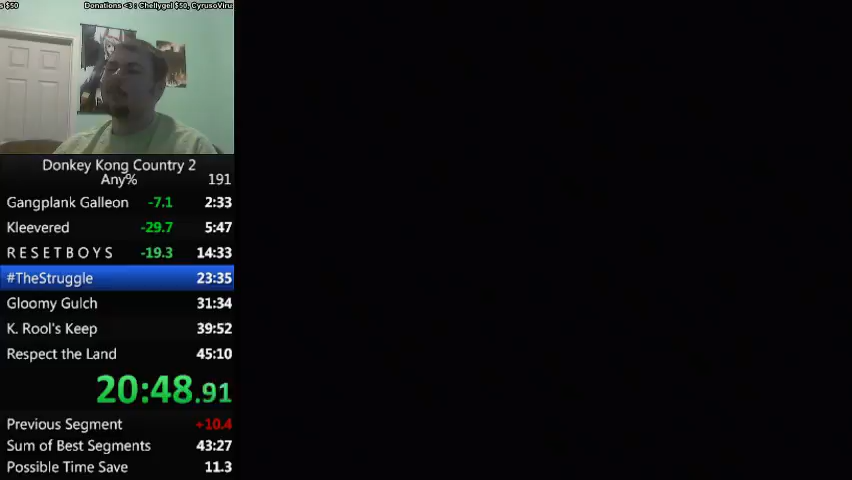 s $50 Donations <3 : Chellygel $50, CyrusoViru
Donkey Kong Country 2
Any% 191
Gangplank Galleon -7.1 2:33
Kleevered -29.7 5:47
R E S E T B O Y S -19.3 14:33
#TheStruggle 23:35
Gloomy Gulch 31:34
K. Rool's Keep 39:52
Respect the Land 45:10
20:48.91
Previous Segment +10.4
Sum of Best Segments 43:27
Possible Time Save 11.3